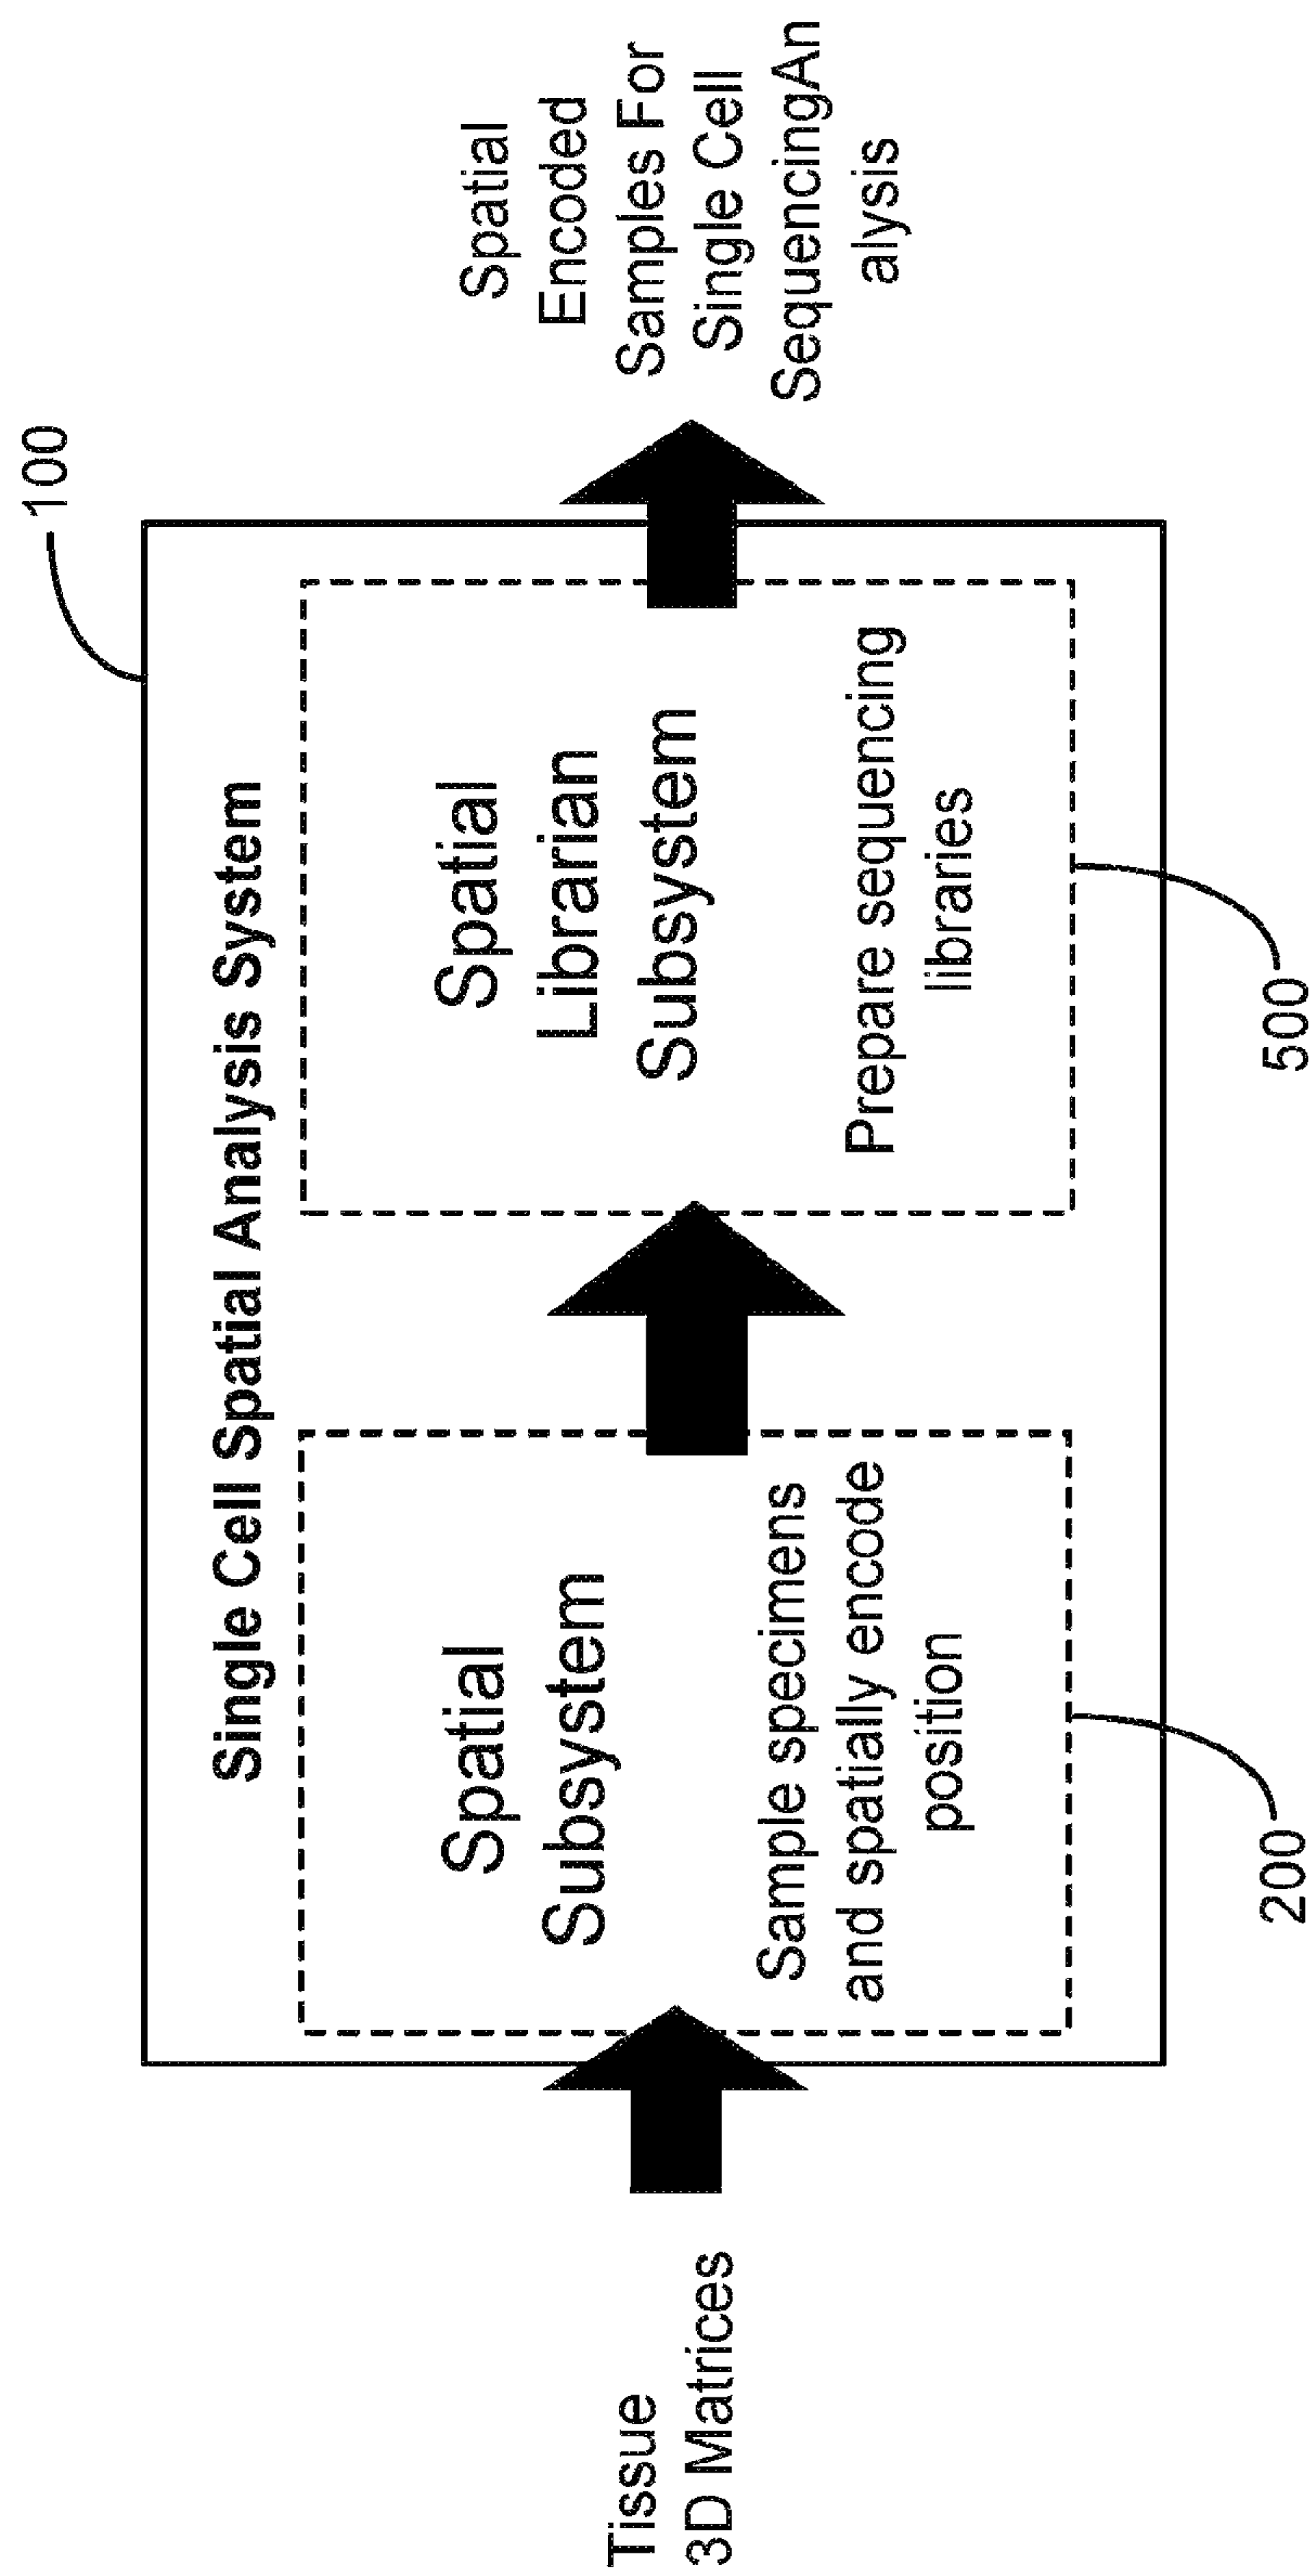 100
Single Cell Spatial Analysis System
Tissue
3D Matrices
Spatial
Subsystem
Sample specimens
and spatially encode
position
200
Spatial
Librarian
Subsystem
Prepare sequencing
libraries
500
Spatial
Encoded
Samples For
Single Cell
SequencingAn
alysis